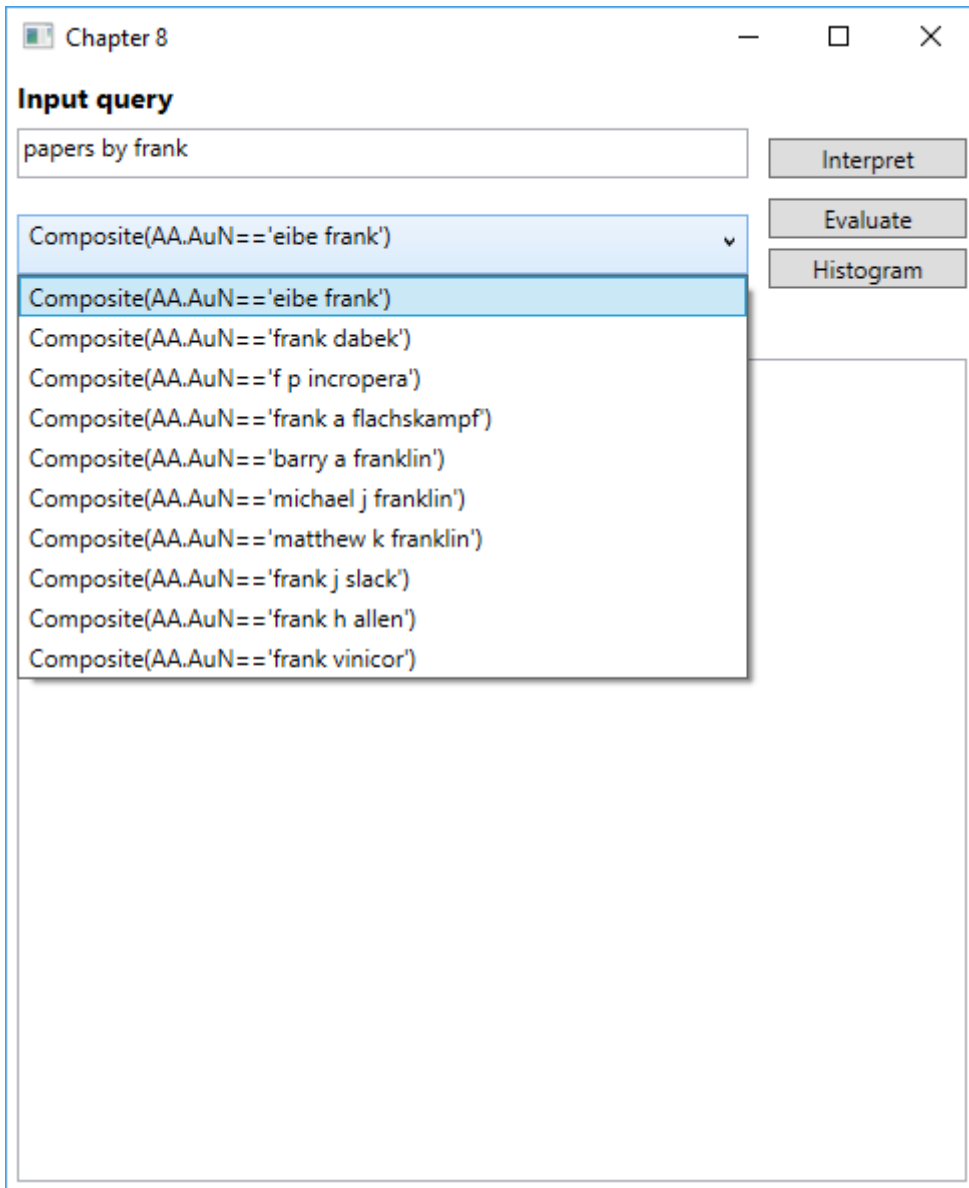 Chapter 8
Input query
papers by frank
Interpret
Composite(AA.AuN=='eibe frank')
Evaluate
Histogram
Composite(AA.AuN=='eibe frank')
Composite(AA.AuN=='frank dabek')
Composite(AA.AuN=='f p incropera')
Composite(AA.AuN=='frank a flachskampf')
Composite(AA.AuN=='barry a franklin')
Composite(AA.AuN=='michael j franklin')
Composite(AA.AuN=='matthew k franklin')
Composite(AA.AuN=='frank j slack')
Composite(AA.AuN=='frank h allen')
Composite(AA.AuN=='frank vinicor')